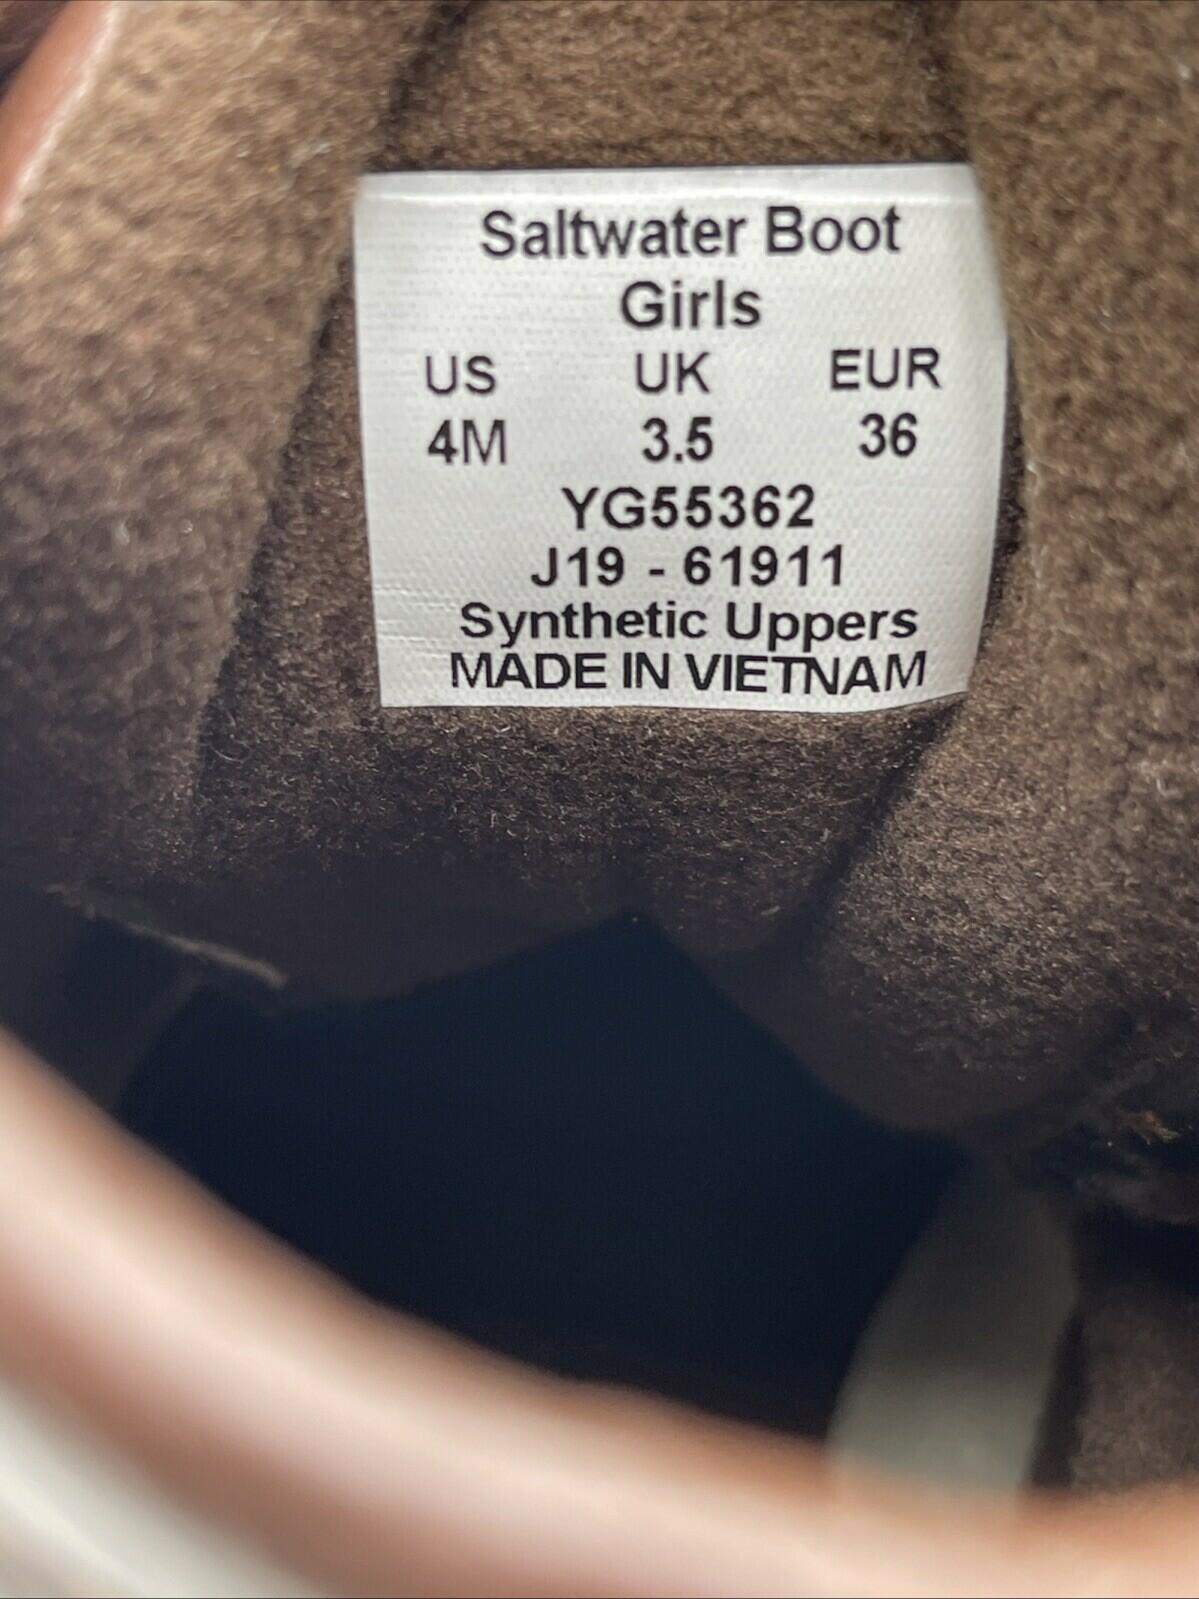 Saltwater Boot
Girls
US UK EUR
4M 3.5 36
YG55362
J19 - 61911
Synthetic Uppers
MADE IN VIETNAM